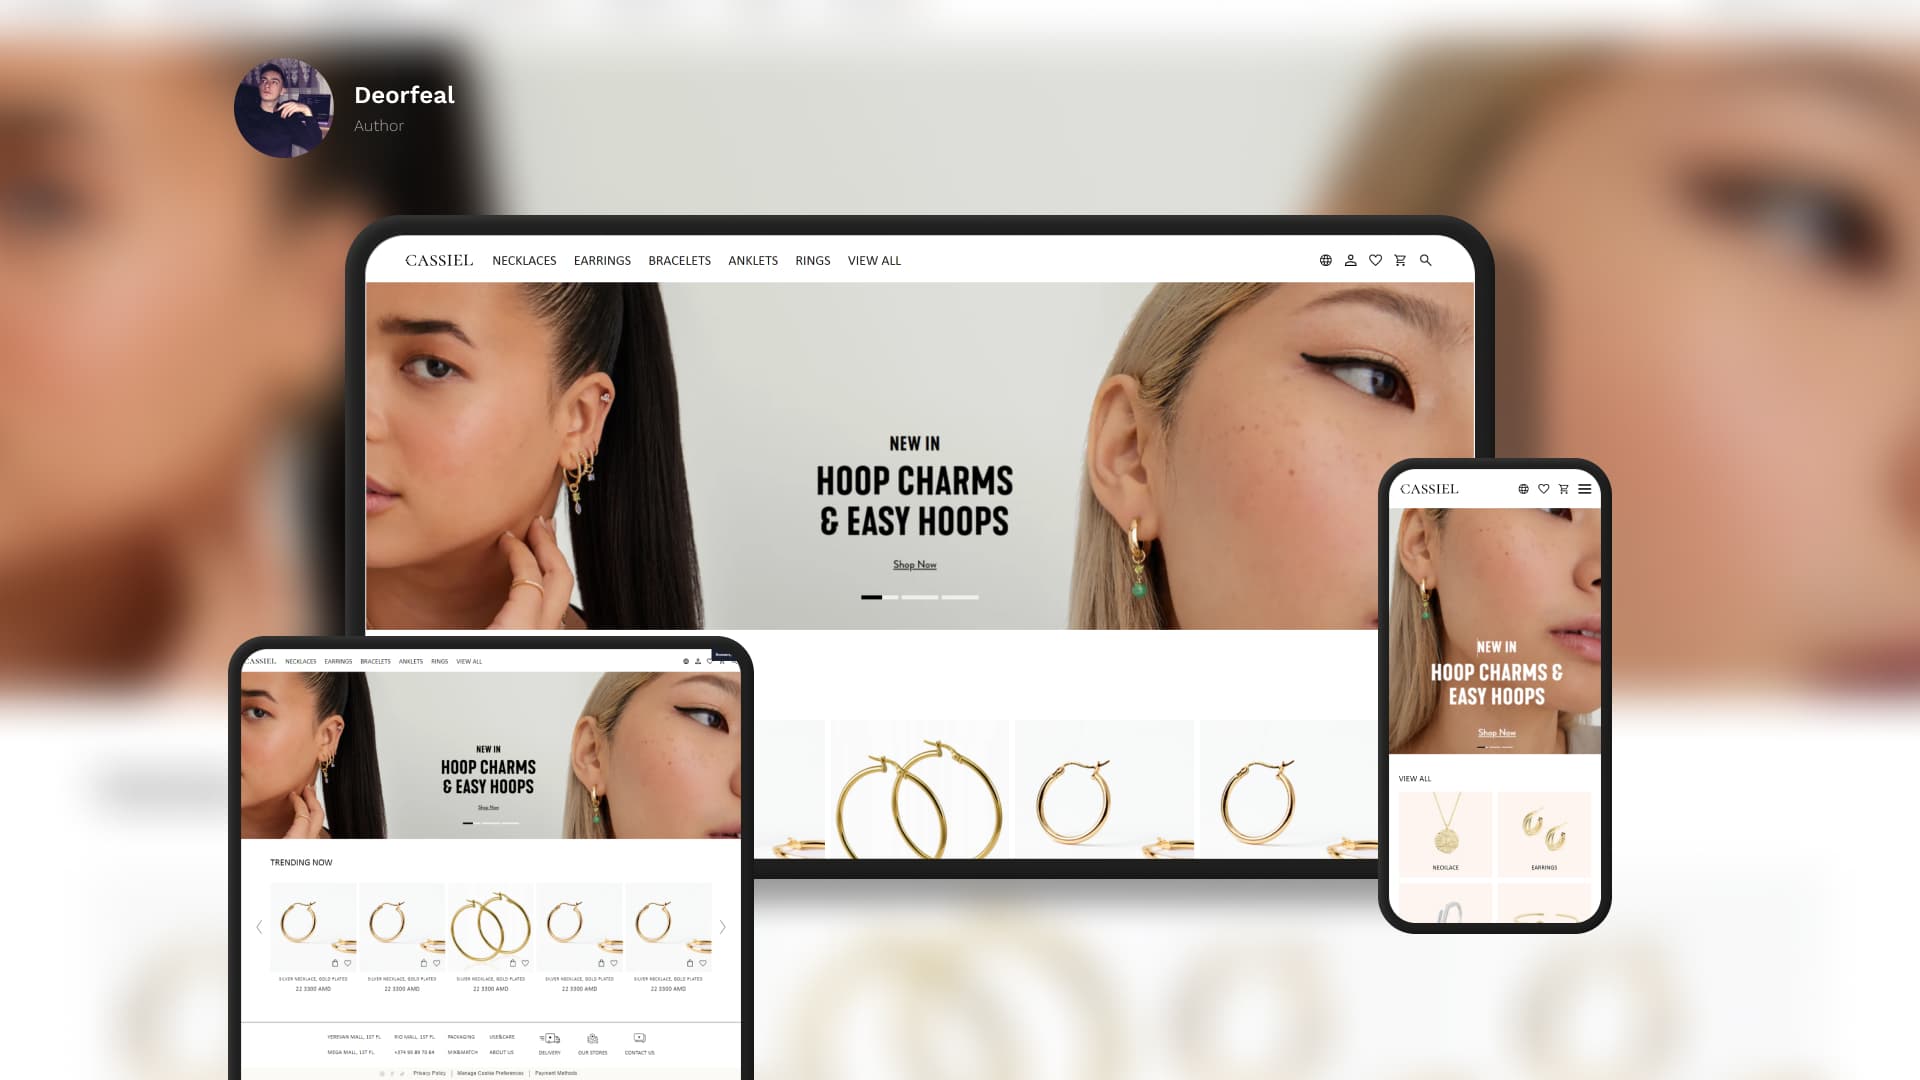 Deorfeal
Author
CASSIEL NECKLACES EARRINGS BRACELETS ANKLETS RINGS VIEW ALL
NEW IN
HOOP CHARMS
& EASY HOOPS
Shop Now
CASSIEL
NEW IN
HOOP CHARMS &
EASY HOOPS
Shop Now
VIEW ALL
NECKLACE EARRINGS
CASSIEL NECKLACES EARRINGS BRACELETS ANKLETS RINGS VIEW ALL
NEW IN
HOOP CHARMS
& EASY HOOPS
Shop Now
TRENDING NOW
SILVER NECKLACE, GOLD PLATED SILVER NECKLACE, GOLD PLATED SILVER NECKLACE, GOLD PLATED SILVER NECKLACE, GOLD PLATED SILVER NECKLACE, GOLD PLATED
22 3300 AMD 22 3300 AMD 22 3300 AMD 22 3300 AMD 22 3300 AMD
YEREVAN MALL, 1ST FL RIO MALL, 1ST FL PACKAGING USE&CARE
MEGA MALL, 1ST FL +374 95 89 70 64 MIX&MATCH ABOUT US DELIVERY OUR STORES CONTACT US
Privacy Policy | Manage Cookie Preferences | Payment Methods